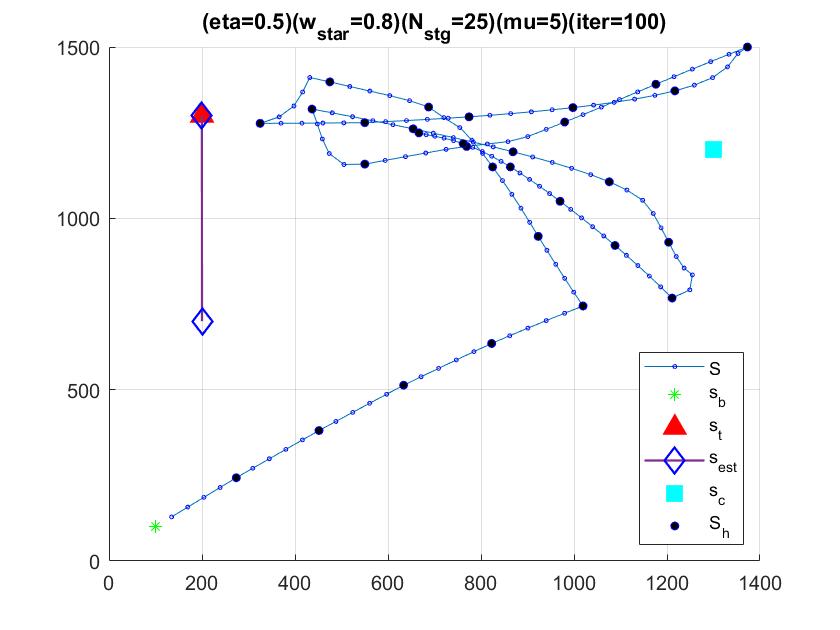 (eta=0.5)(w_star=0.8)(N_stg=25)(mu=5)(iter=100)
1500
1000
500
0
0 200 400 600 800 1000 1200 1400
S
s_b
s_t
s_est
s_c
S_h